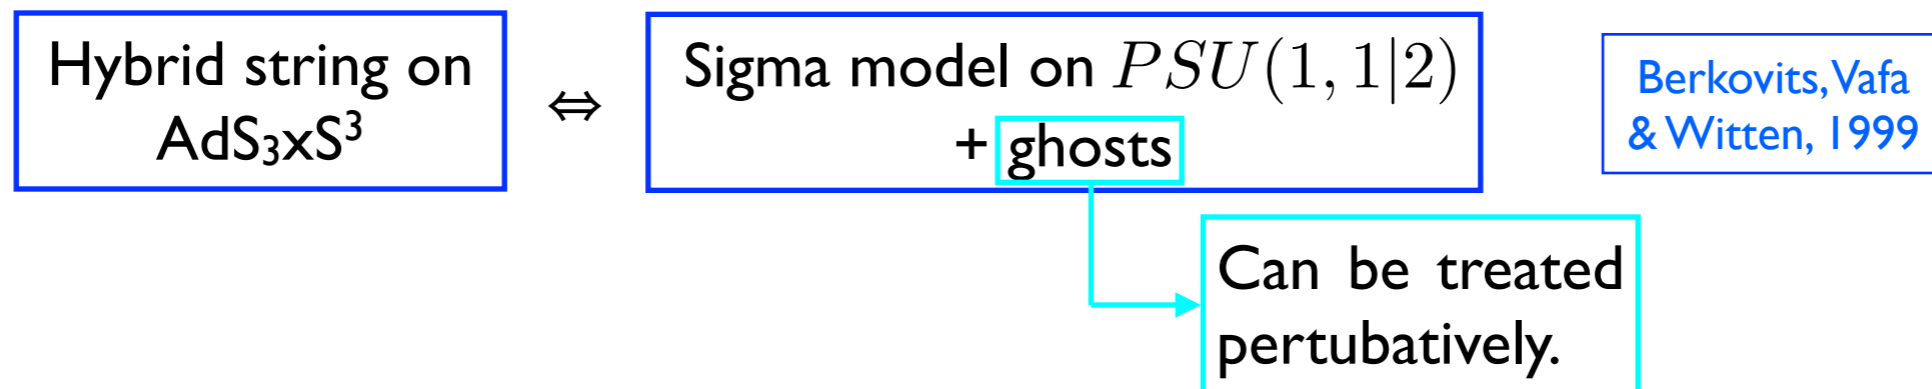 Hybrid string on
AdS₃xS³
⇔
Sigma model on PSU(1, 1|2)
+ ghosts
Berkovits, Vafa
& Witten, 1999
Can be treated
pertubatively.